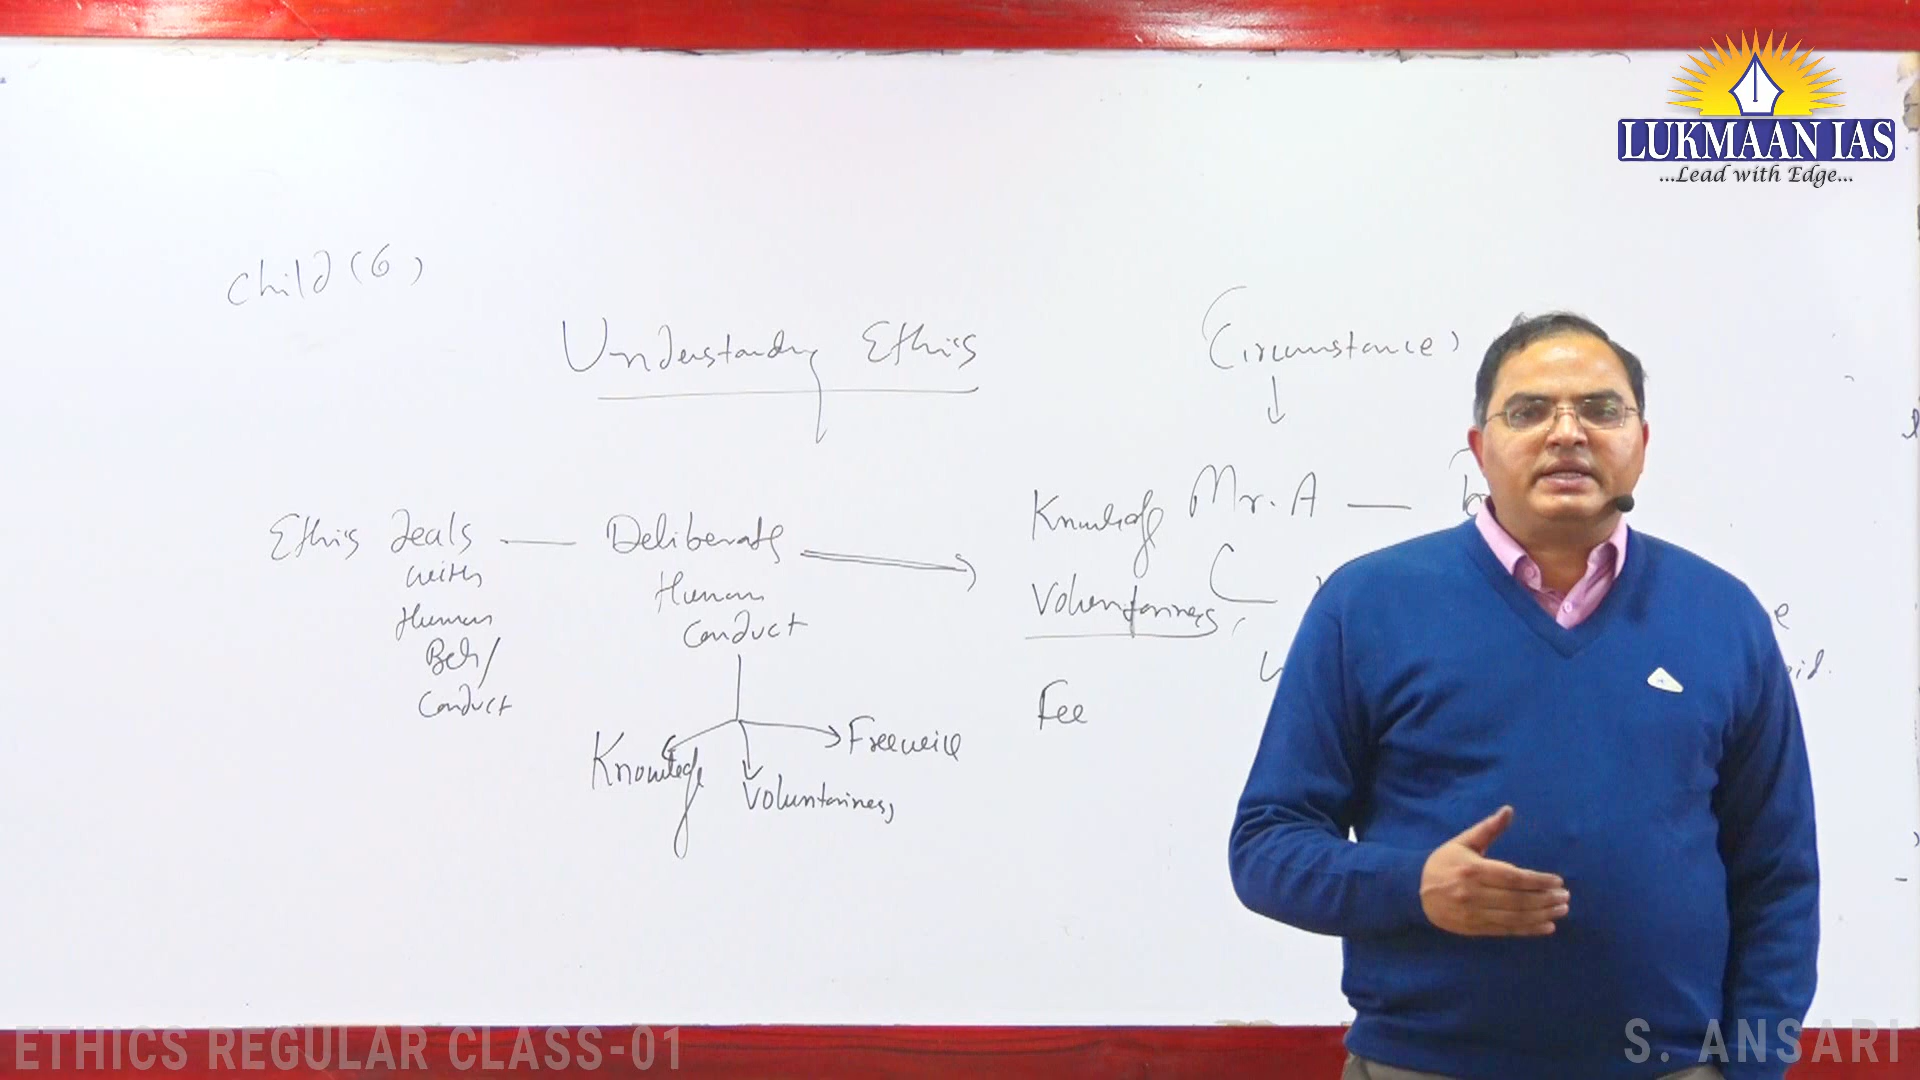 LUKMAAN IAS
...Lead with Edge...
Child (6)
Understanding Ethics
(Circumstance)
Ethics deals — Deliberate
with
Human
Beh/
Conduct
Human
Conduct
Knowledge
Voluntariness,
Freewill
Knowledge
Mr. A —
Voluntariness,
Fee
ETHICS REGULAR CLASS-01
S. ANSARI